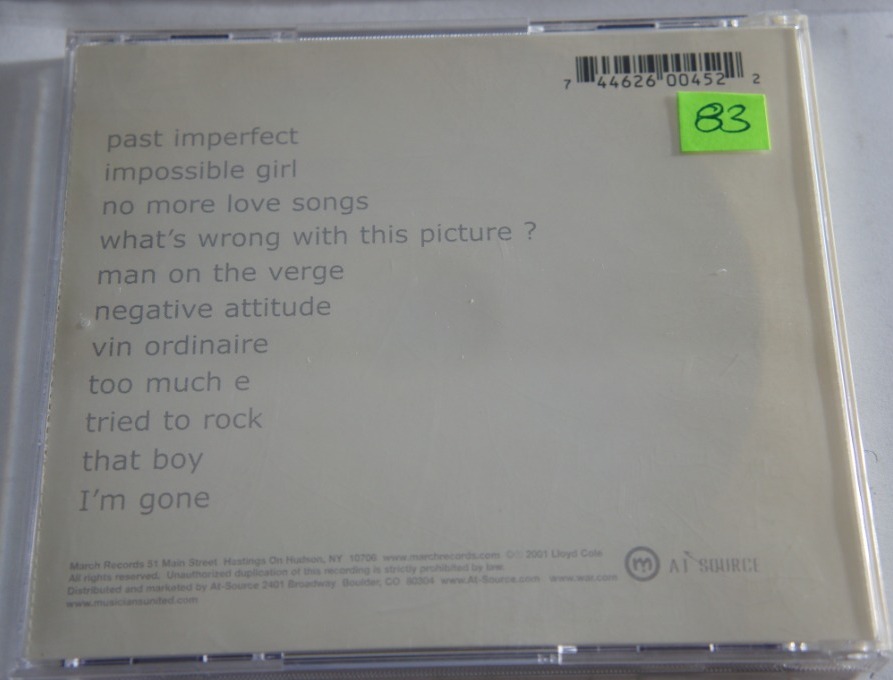 7 44626 00452 2
83
past imperfect
impossible girl
no more love songs
what's wrong with this picture ?
man on the verge
negative attitude
vin ordinaire
too much e
tried to rock
that boy
I'm gone
March Records 51 Main Street Hastings On Hudson, NY 10706 www.marchrecords.com ©℗ 2001 Lloyd Cole
All rights reserved. Unauthorized duplication of this recording is strictly prohibited by law.
Distributed and marketed by At-Source 2401 Broadway Boulder, CO 80304 www.At-Source.com www.war.com
www.musiciansunited.com
m AT SOURCE